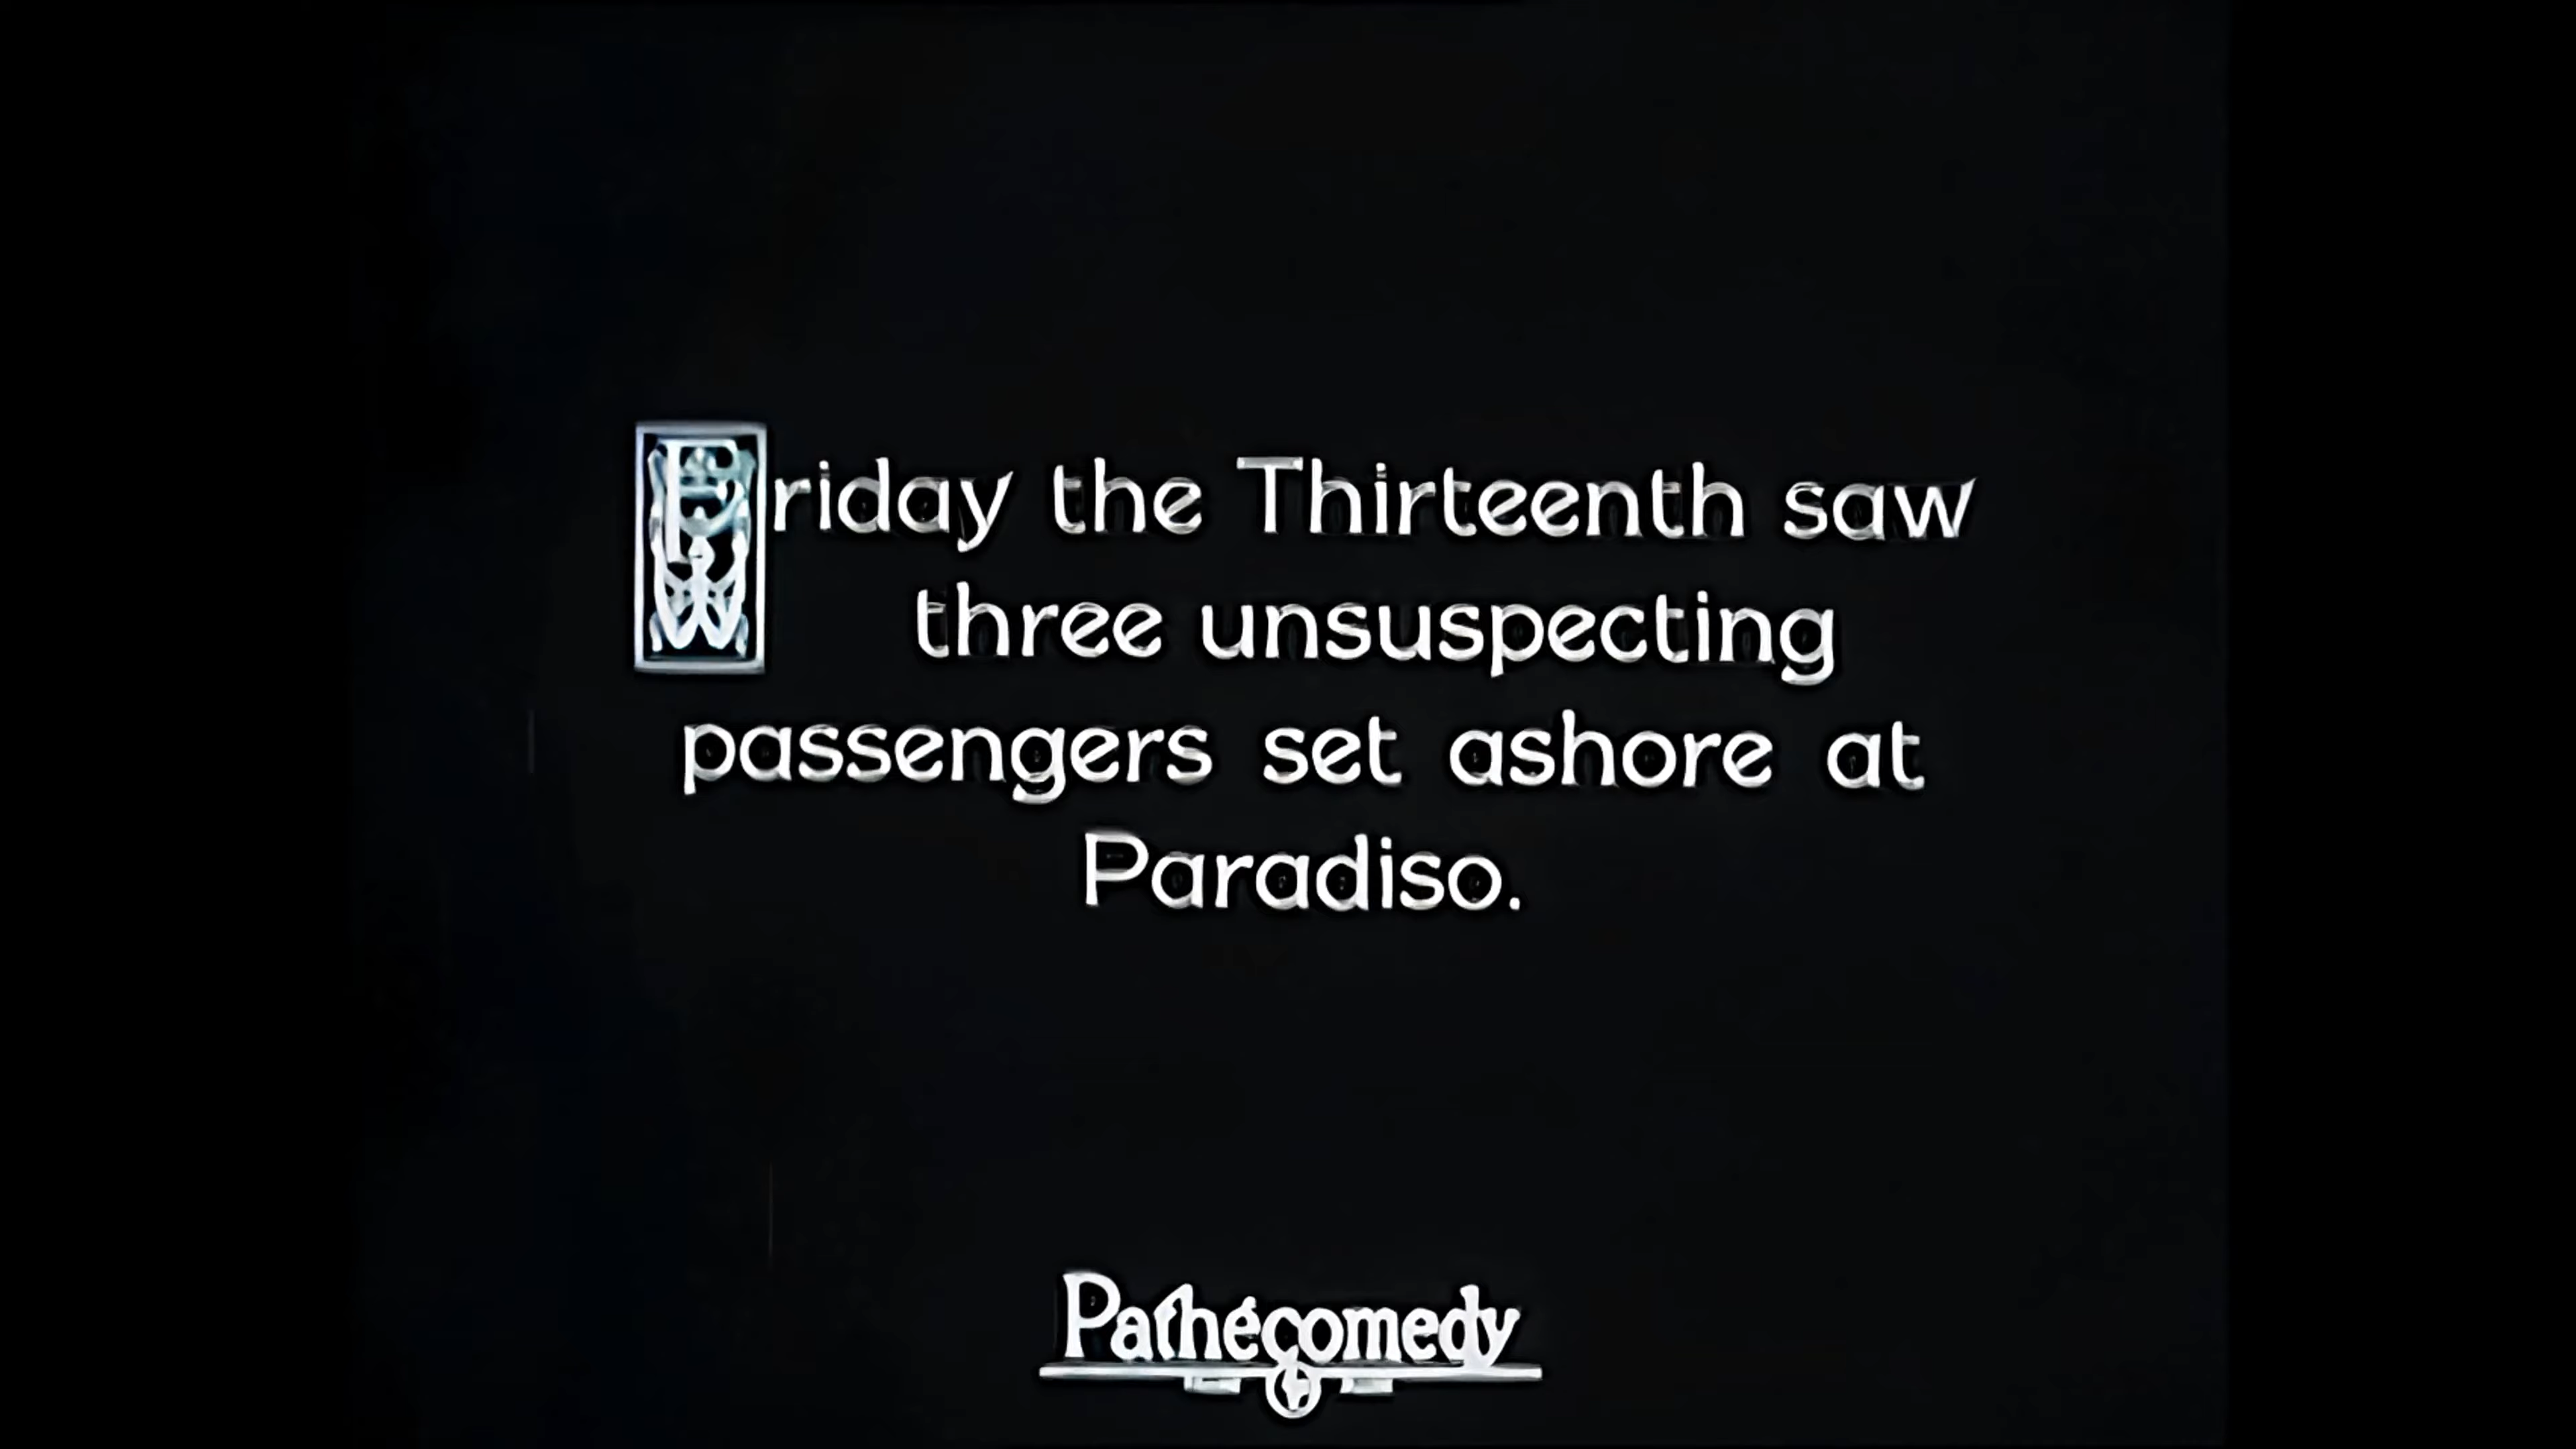 Friday the Thirteenth saw
three unsuspecting
passengers set ashore at
Paradiso.
Pathécomedy